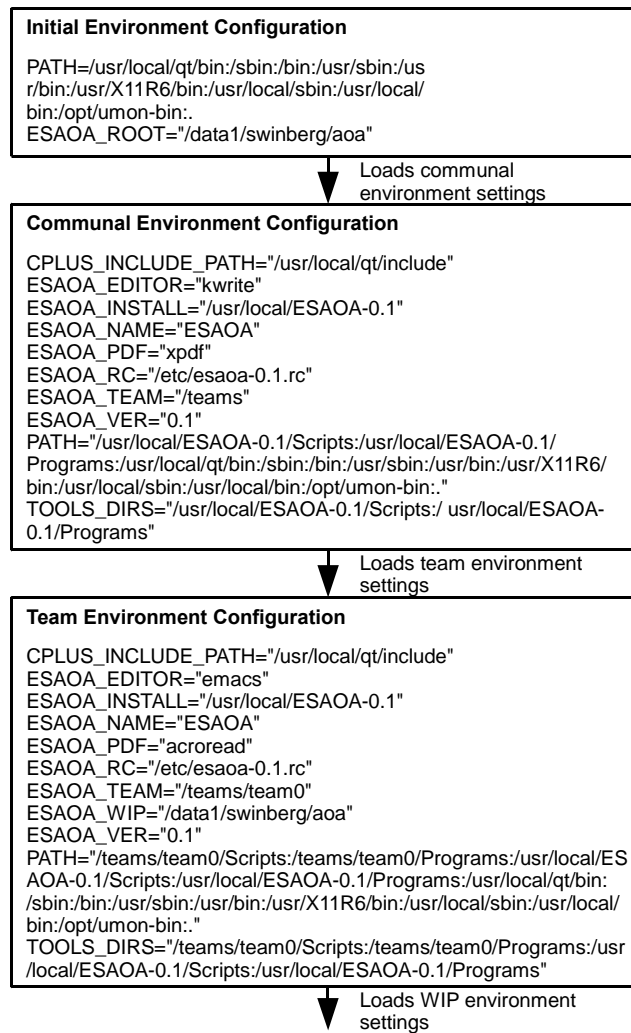 Initial Environment Configuration
PATH=/usr/local/qt/bin:/sbin:/bin:/usr/sbin:/us
r/bin:/usr/X11R6/bin:/usr/local/sbin:/usr/local/
bin:/opt/umon-bin:.
ESAOA_ROOT="/data1/swinberg/aoa"
Loads communal
environment settings
Communal Environment Configuration
CPLUS_INCLUDE_PATH="/usr/local/qt/include"
ESAOA_EDITOR="kwrite"
ESAOA_INSTALL="/usr/local/ESAOA-0.1"
ESAOA_NAME="ESAOA"
ESAOA_PDF="xpdf"
ESAOA_RC="/etc/esaoa-0.1.rc"
ESAOA_TEAM="/teams"
ESAOA_VER="0.1"
PATH="/usr/local/ESAOA-0.1/Scripts:/usr/local/ESAOA-0.1/
Programs:/usr/local/qt/bin:/sbin:/bin:/usr/sbin:/usr/bin:/usr/X11R6/
bin:/usr/local/sbin:/usr/local/bin:/opt/umon-bin:."
TOOLS_DIRS="/usr/local/ESAOA-0.1/Scripts:/ usr/local/ESAOA-
0.1/Programs"
Loads team environment
settings
Team Environment Configuration
CPLUS_INCLUDE_PATH="/usr/local/qt/include"
ESAOA_EDITOR="emacs"
ESAOA_INSTALL="/usr/local/ESAOA-0.1"
ESAOA_NAME="ESAOA"
ESAOA_PDF="acroread"
ESAOA_RC="/etc/esaoa-0.1.rc"
ESAOA_TEAM="/teams/team0"
ESAOA_WIP="/data1/swinberg/aoa"
ESAOA_VER="0.1"
PATH="/teams/team0/Scripts:/teams/team0/Programs:/usr/local/ES
AOA-0.1/Scripts:/usr/local/ESAOA-0.1/Programs:/usr/local/qt/bin:
/sbin:/bin:/usr/sbin:/usr/bin:/usr/X11R6/bin:/usr/local/sbin:/usr/local/
bin:/opt/umon-bin:."
TOOLS_DIRS="/teams/team0/Scripts:/teams/team0/Programs:/usr
/local/ESAOA-0.1/Scripts:/usr/local/ESAOA-0.1/Programs"
Loads WIP environment
settings